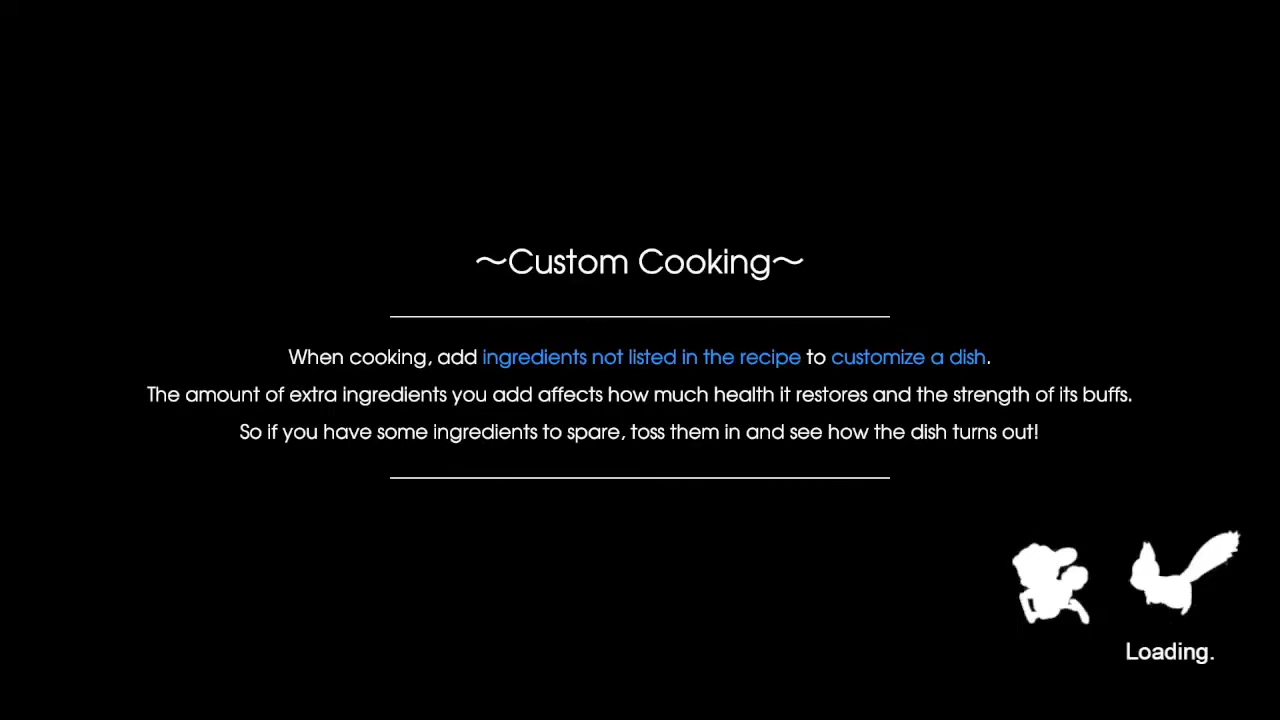 ～Custom Cooking～
When cooking, add ingredients not listed in the recipe to customize a dish.
The amount of extra ingredients you add affects how much health it restores and the strength of its buffs.
So if you have some ingredients to spare, toss them in and see how the dish turns out!
Loading.